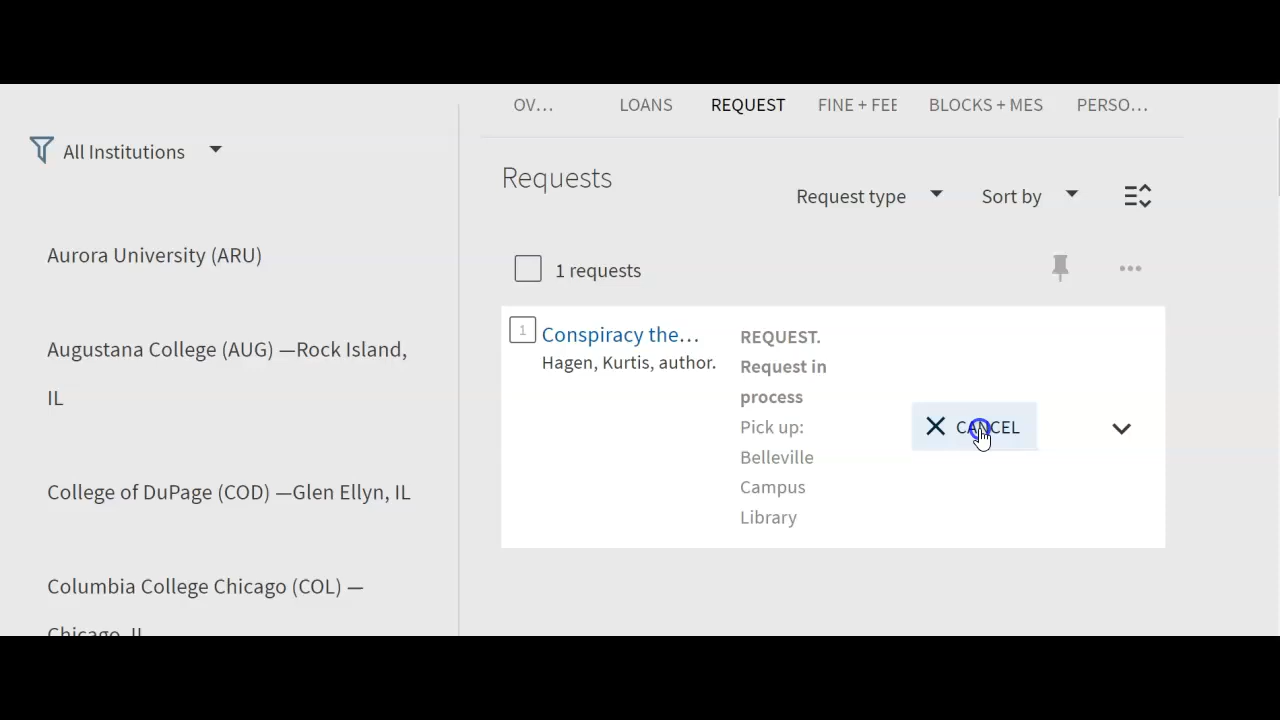 OV… LOANS REQUEST FINE + FEE BLOCKS + MES PERSO…
All Institutions
Requests
Request type Sort by
Aurora University (ARU)
1 requests
Augustana College (AUG) —Rock Island,
IL
1 Conspiracy the…
Hagen, Kurtis, author.
REQUEST.
Request in
process
Pick up:
Belleville
Campus
Library
CANCEL
College of DuPage (COD) —Glen Ellyn, IL
Columbia College Chicago (COL) —
Chicago, IL